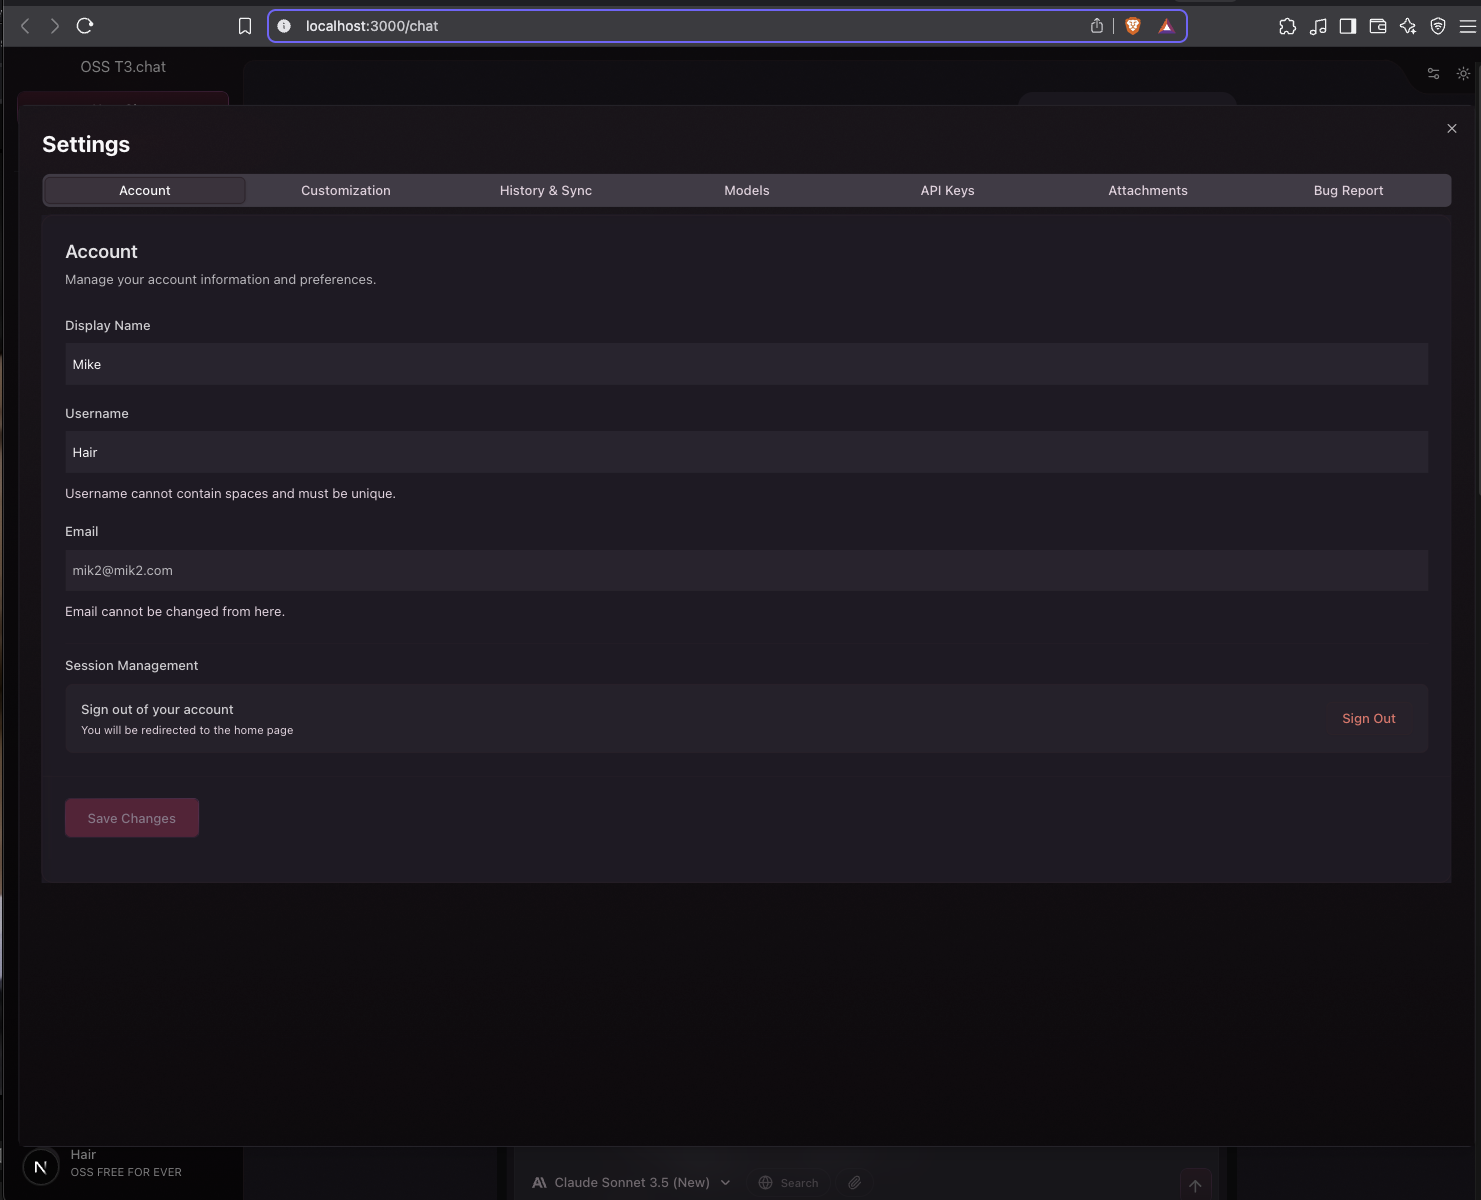 localhost:3000/chat
OSS T3.chat
Settings
Account
Customization
History & Sync
Models
API Keys
Attachments
Bug Report
Account
Manage your account information and preferences.
Display Name
Mike
Username
Hair
Username cannot contain spaces and must be unique.
Email
mik2@mik2.com
Email cannot be changed from here.
Session Management
Sign out of your account
You will be redirected to the home page
Sign Out
Save Changes
N
Hair
OSS FREE FOR EVER
Claude Sonnet 3.5 (New)
Search